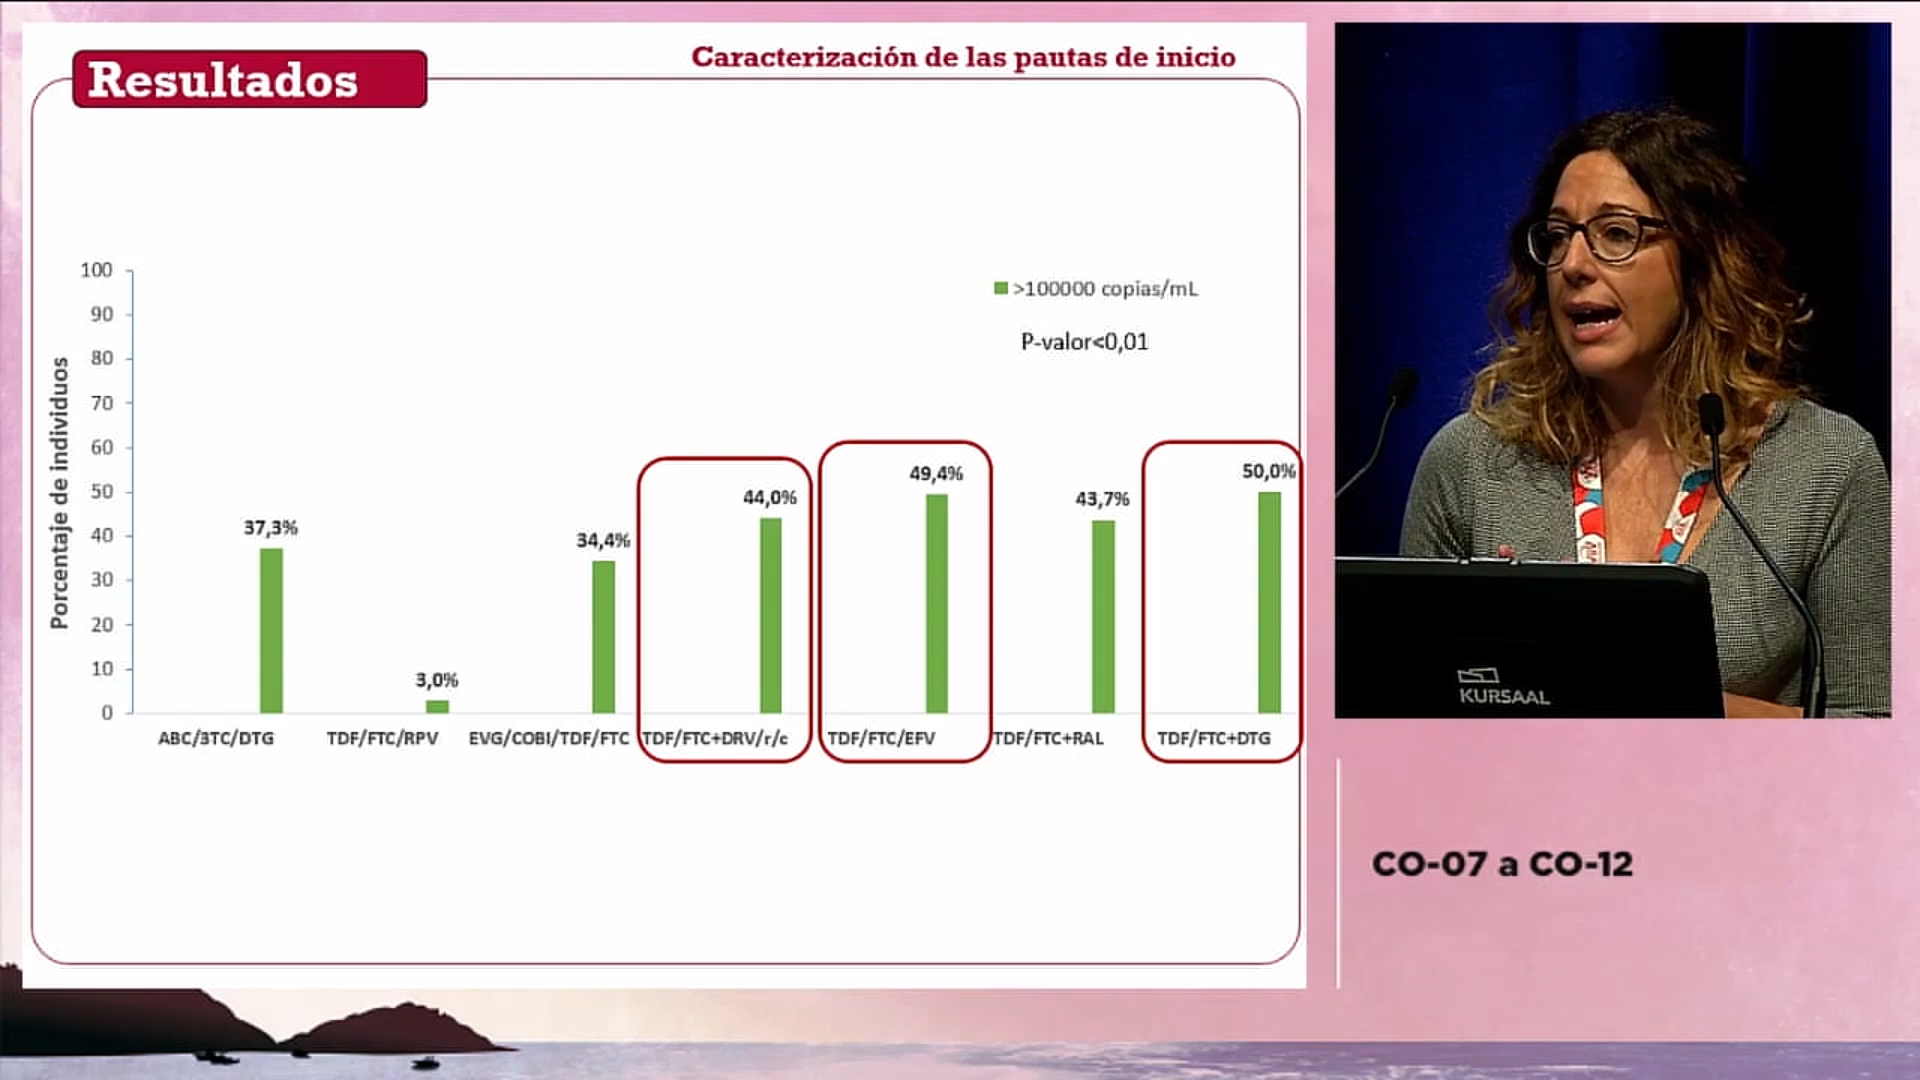 Resultados
Caracterización de las pautas de inicio
Porcentaje de individuos
100
90
80
70
60
50
40
30
20
10
0
>100000 copias/mL
P-valor<0,01
37,3%
3,0%
34,4%
44,0%
49,4%
43,7%
50,0%
ABC/3TC/DTG
TDF/FTC/RPV
EVG/COBI/TDF/FTC
TDF/FTC+DRV/r/c
TDF/FTC/EFV
TDF/FTC+RAL
TDF/FTC+DTG
KURSAAL
CO-07 a CO-12